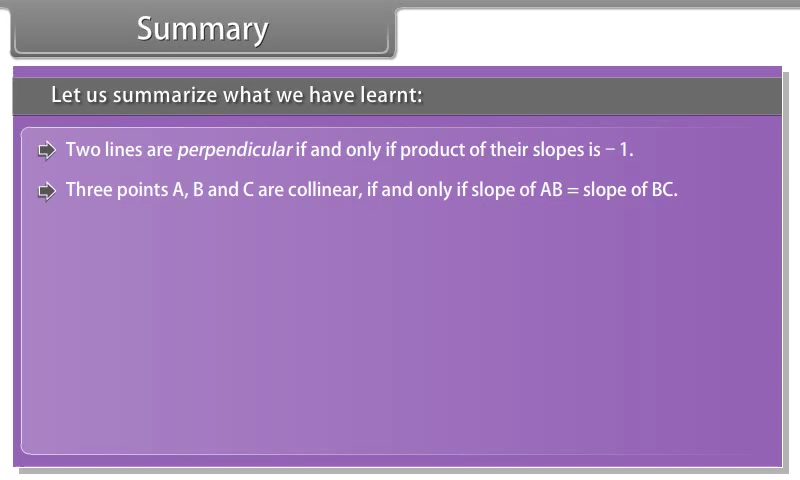 Summary
Let us summarize what we have learnt:
Two lines are perpendicular if and only if product of their slopes is − 1.
Three points A, B and C are collinear, if and only if slope of AB = slope of BC.